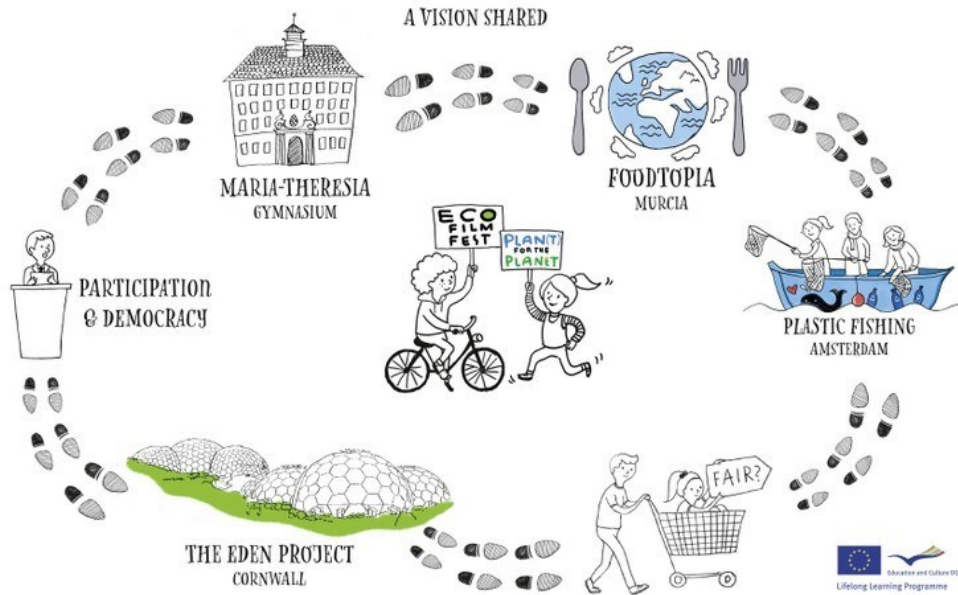 A VISION SHARED
MARIA-THERESIA
GYMNASIUM
FOODTOPIA
MURCIA
ECO
FILM
FEST
PLAN(T)
FOR THE
PLANET
PARTICIPATION
& DEMOCRACY
PLASTIC FISHING
AMSTERDAM
FAIR?
THE EDEN PROJECT
CORNWALL
Education and Culture DG
Lifelong Learning Programme